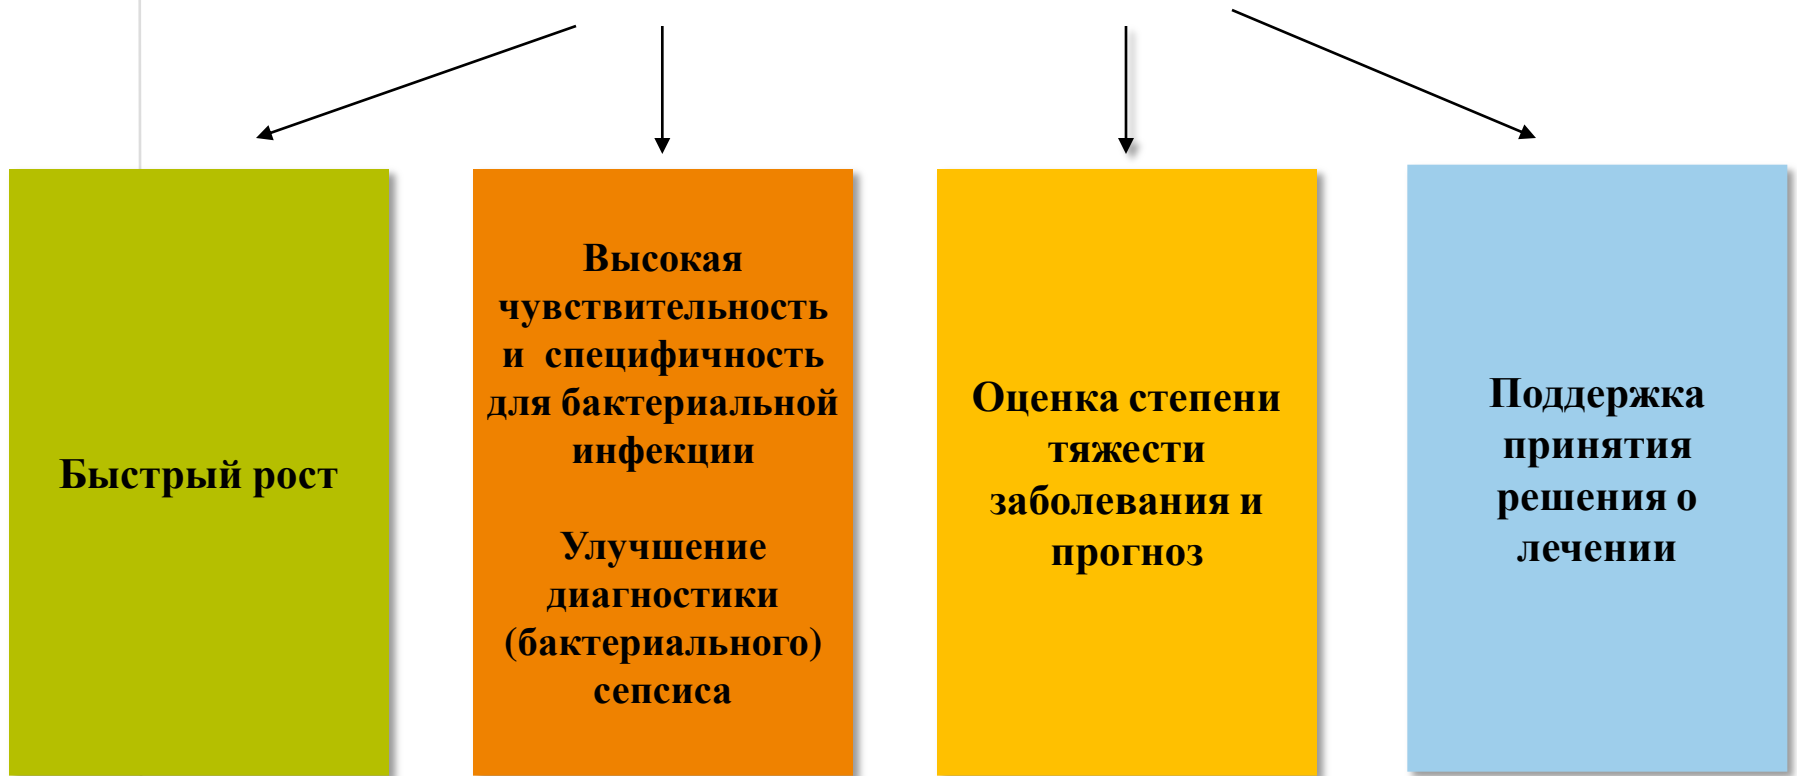 Быстрый рост
Высокая
чувствительность
и  специфичность
для бактериальной
инфекции
Улучшение
диагностики
(бактериального)
сепсиса
Оценка степени
тяжести
заболевания и
прогноз
Поддержка
принятия
решения о
лечении